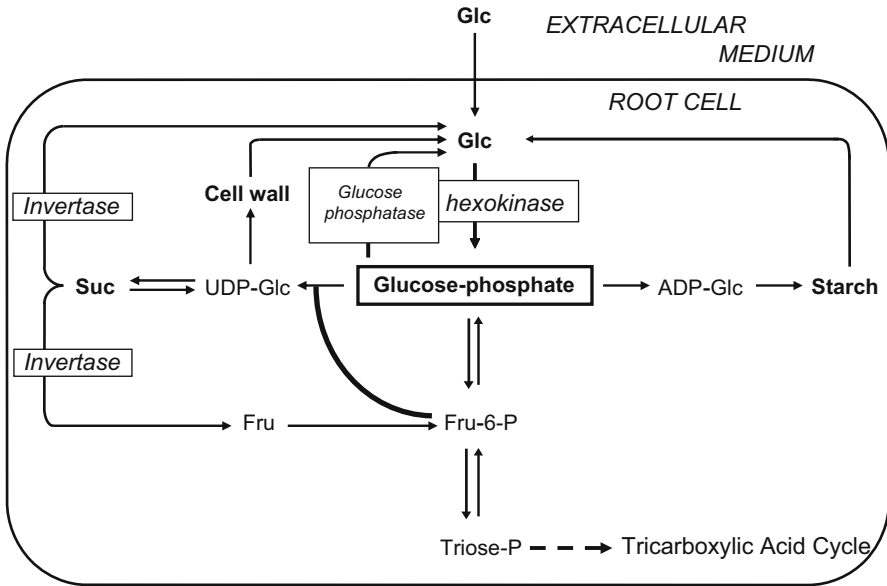 Glc
EXTRACELLULAR
MEDIUM
ROOT CELL
Glc
Cell wall
Glucose
phosphatase
hexokinase
Invertase
Suc
UDP-Glc
Glucose-phosphate
ADP-Glc
Starch
Invertase
Fru
Fru-6-P
Triose-P
Tricarboxylic Acid Cycle